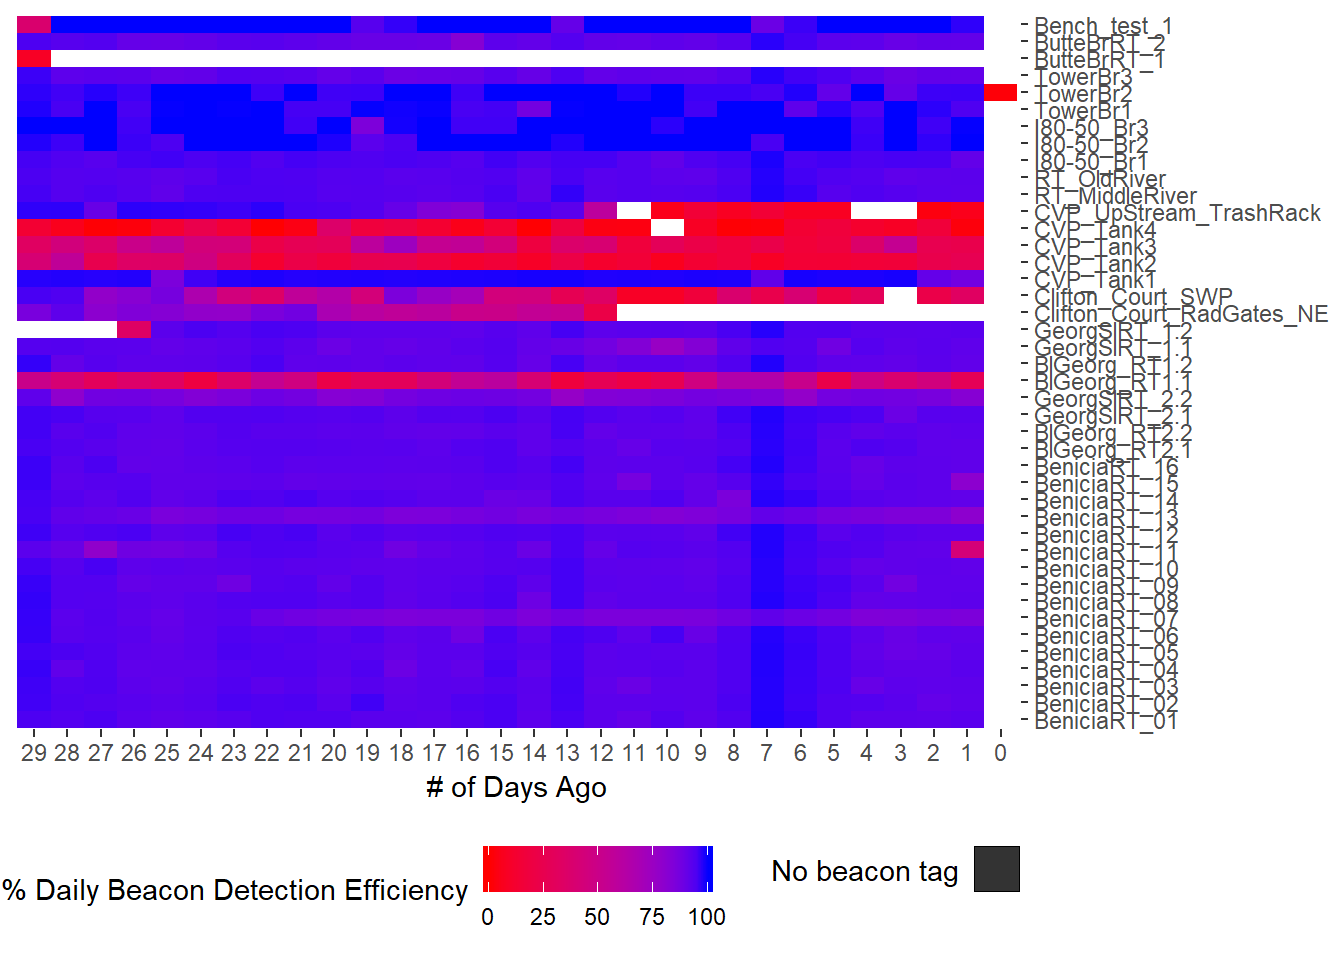 Bench_test_1
ButteBrRT_2
ButteBrRT_1
TowerBr3
TowerBr2
TowerBr1
I80-50_Br3
I80-50_Br2
I80-50_Br1
RT_OldRiver
RT_MiddleRiver
CVP_UpStream_TrashRack
CVP_Tank4
CVP_Tank3
CVP_Tank2
CVP_Tank1
Clifton_Court_SWP
Clifton_Court_RadGates_NE
GeorgSlRT_1.2
GeorgSlRT_1.1
BlGeorg_RT1.2
BlGeorg_RT1.1
GeorgSlRT_2.2
GeorgSlRT_2.1
BlGeorg_RT2.2
BlGeorg_RT2.1
BeniciaRT_16
BeniciaRT_15
BeniciaRT_14
BeniciaRT_13
BeniciaRT_12
BeniciaRT_11
BeniciaRT_10
BeniciaRT_09
BeniciaRT_08
BeniciaRT_07
BeniciaRT_06
BeniciaRT_05
BeniciaRT_04
BeniciaRT_03
BeniciaRT_02
BeniciaRT_01
29 28 27 26 25 24 23 22 21 20 19 18 17 16 15 14 13 12 11 10 9 8 7 6 5 4 3 2 1 0
# of Days Ago
% Daily Beacon Detection Efficiency
0 25 50 75 100
No beacon tag